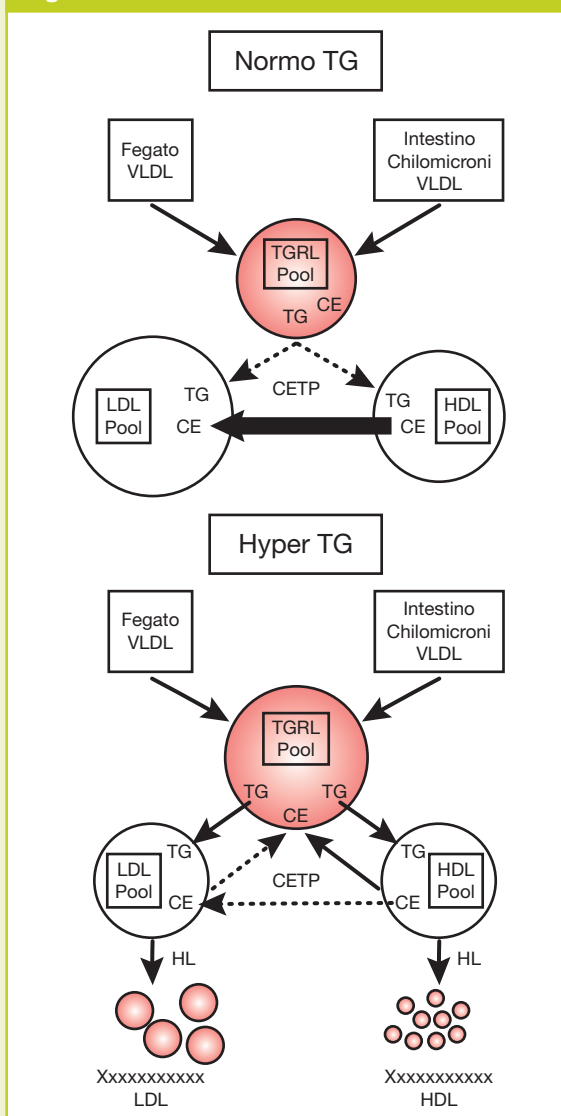 Normo TG
Fegato
VLDL
Intestino
Chilomicroni
VLDL
TGRL
Pool
CE
TG
LDL
Pool
TG
CE
CETP
TG
CE
HDL
Pool
Hyper TG
Fegato
VLDL
Intestino
Chilomicroni
VLDL
TGRL
Pool
TG
TG
CE
TG
LDL
Pool
CE
CETP
TG
CE
HDL
Pool
HL
HL
Xxxxxxxxxxx
LDL
Xxxxxxxxxxx
HDL